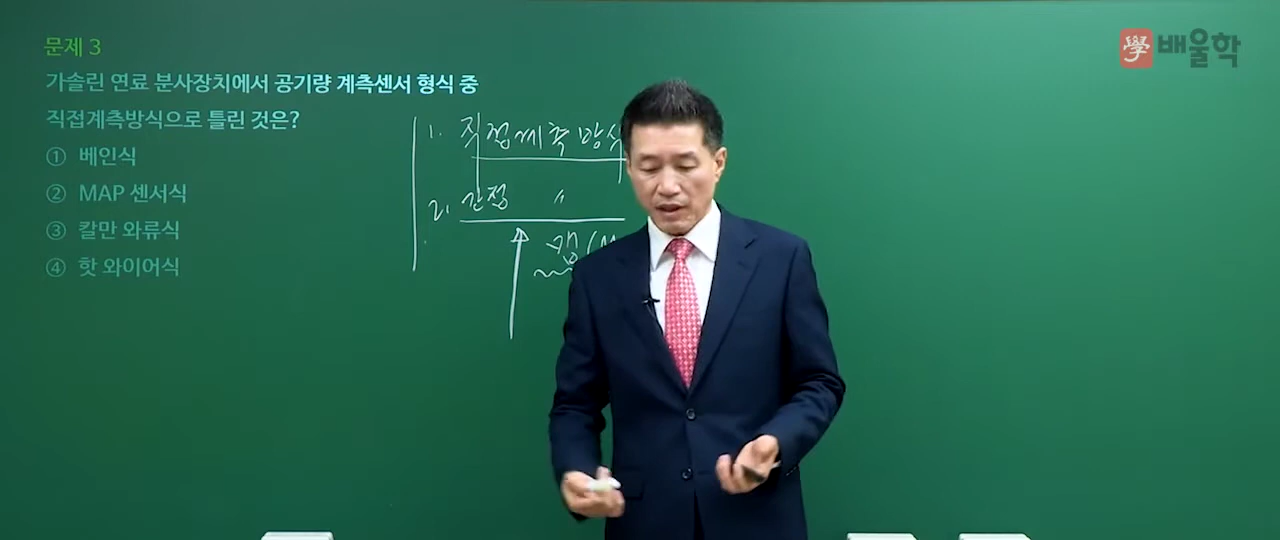 문제 3
가솔린 연료 분사장치에서 공기량 계측센서 형식 중
직접계측방식으로 틀린 것은?
① 베인식
② MAP 센서식
③ 칼만 와류식
④ 핫 와이어식
1. 직접계측방식
2. 간접 〃
學 배울학